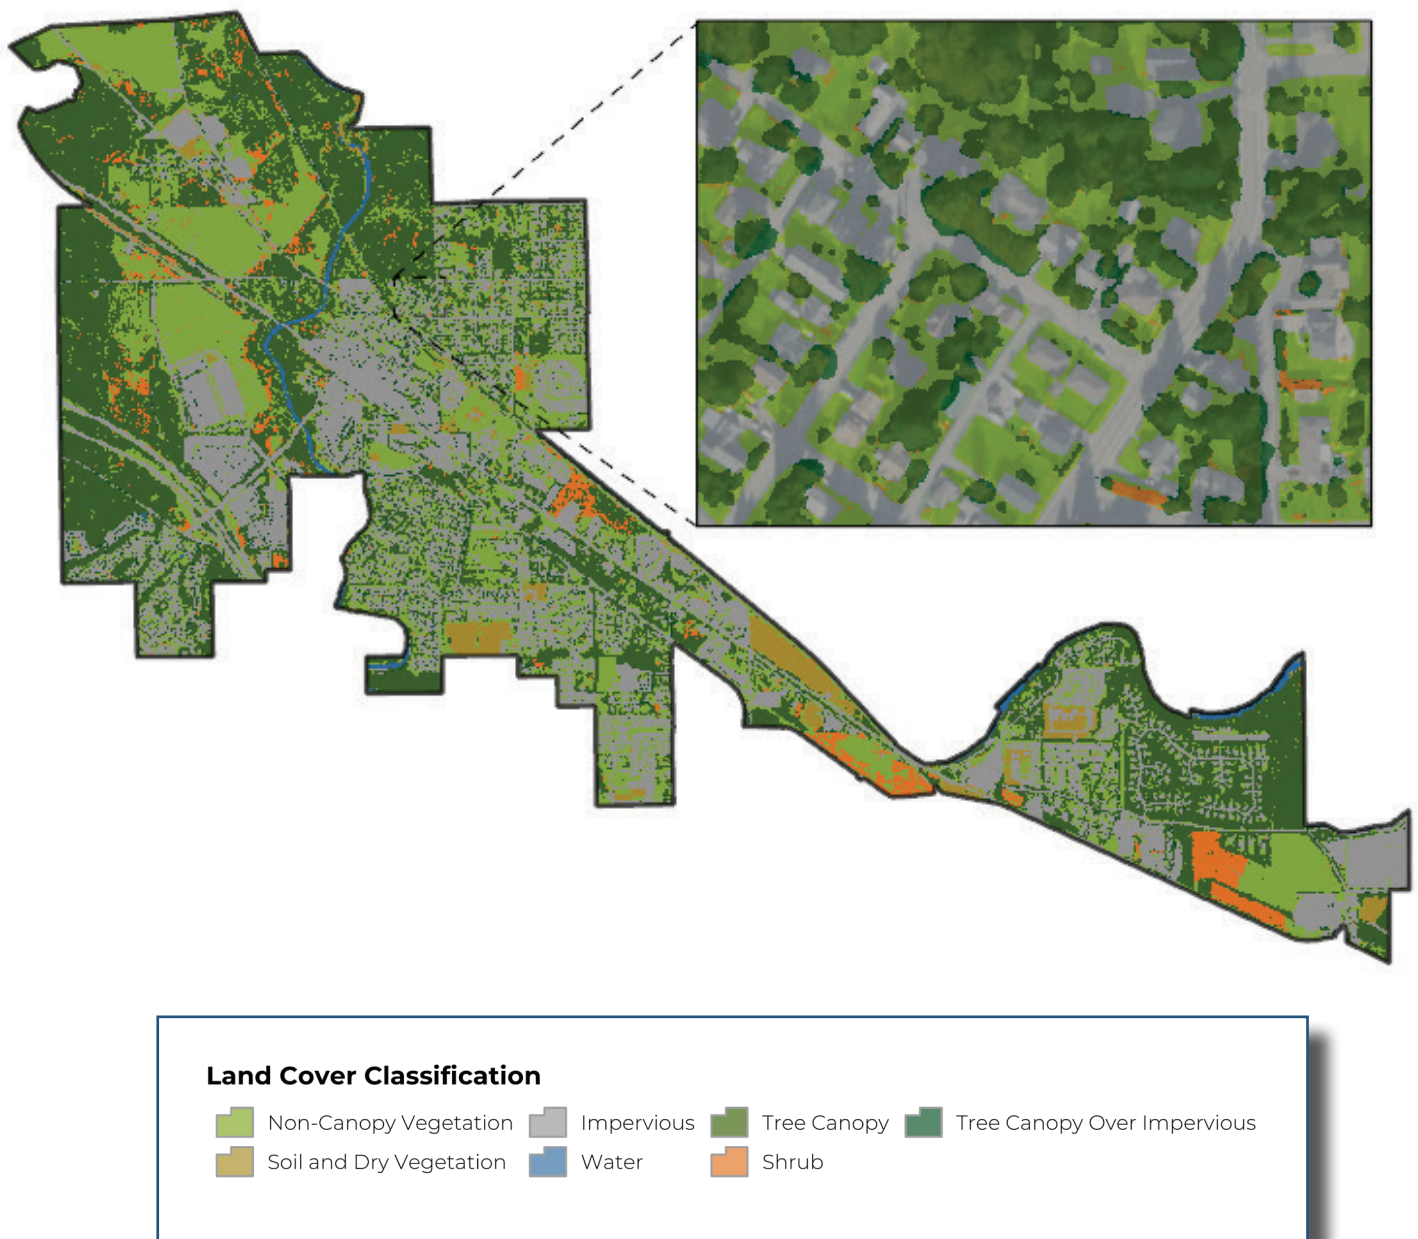 Land Cover Classification
Non-Canopy Vegetation Impervious Tree Canopy Tree Canopy Over Impervious
Soil and Dry Vegetation Water Shrub